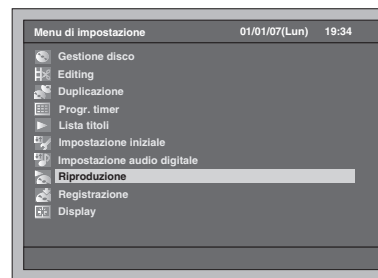 Menu di impostazione 01/01/07(Lun) 19:34
Gestione disco
Editing
Duplicazione
Progr. timer
Lista titoli
Impostazione iniziale
Impostazione audio digitale
Riproduzione
Registrazione
Display